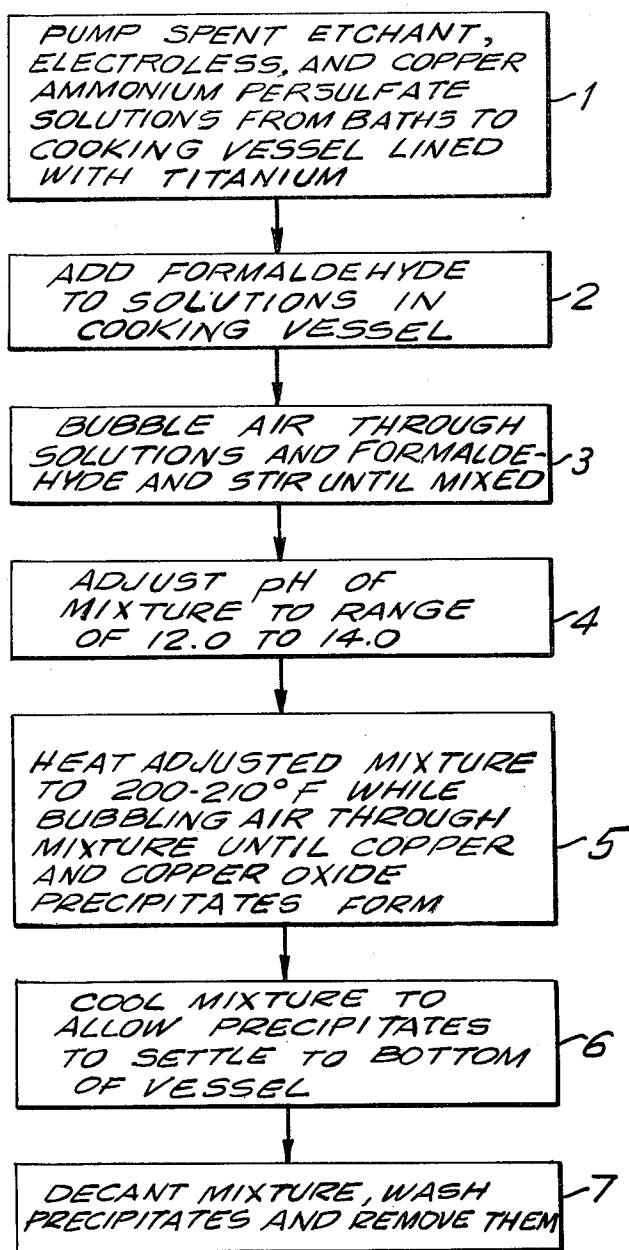 PUMP SPENT ETCHANT,
ELECTROLESS, AND COPPER
AMMONIUM PERSULFATE
SOLUTIONS FROM BATHS TO
COOKING VESSEL LINED
WITH TITANIUM
1
ADD FORMALDEHYDE
TO SOLUTIONS IN
COOKING VESSEL
2
BUBBLE AIR THROUGH
SOLUTIONS AND FORMALDE-
HYDE AND STIR UNTIL MIXED
3
ADJUST pH OF
MIXTURE TO RANGE
OF 12.0 TO 14.0
4
HEAT ADJUSTED MIXTURE
TO 200-210°F WHILE
BUBBLING AIR THROUGH
MIXTURE UNTIL COPPER
AND COPPER OXIDE
PRECIPITATES FORM
5
COOL MIXTURE TO
ALLOW PRECIPITATES
TO SETTLE TO BOTTOM
OF VESSEL
6
DECANT MIXTURE, WASH
PRECIPITATES AND REMOVE THEM
7